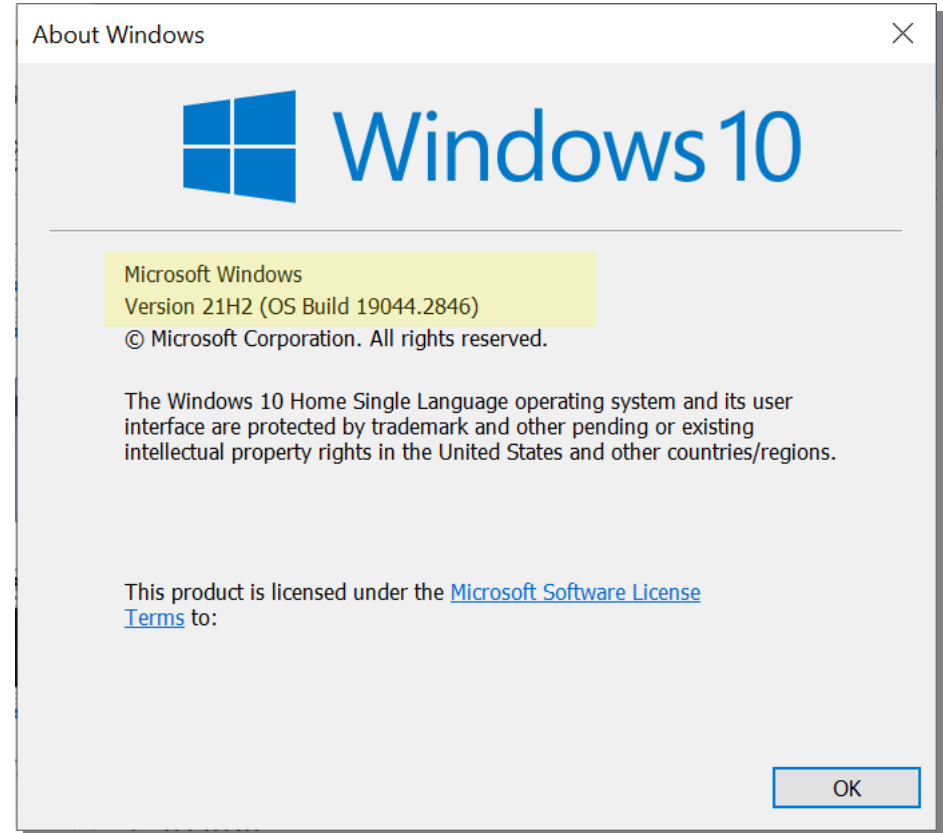 About Windows
Windows 10
Microsoft Windows
Version 21H2 (OS Build 19044.2846)
© Microsoft Corporation. All rights reserved.
The Windows 10 Home Single Language operating system and its user
interface are protected by trademark and other pending or existing
intellectual property rights in the United States and other countries/regions.
This product is licensed under the Microsoft Software License
Terms to:
OK